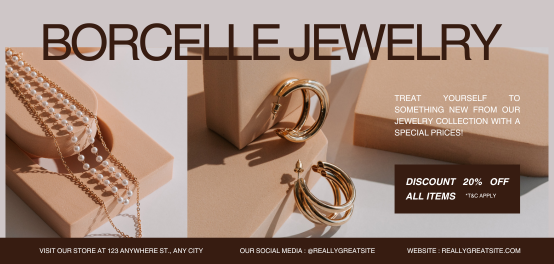 BORCELLE JEWELRY
TREAT YOURSELF TO
SOMETHING NEW FROM OUR
JEWELRY COLLECTION WITH A
SPECIAL PRICES!
DISCOUNT 20% OFF
ALL ITEMS *T&C APPLY
VISIT OUR STORE AT 123 ANYWHERE ST., ANY CITY
OUR SOCIAL MEDIA : @REALLYGREATSITE
WEBSITE : REALLYGREATSITE.COM